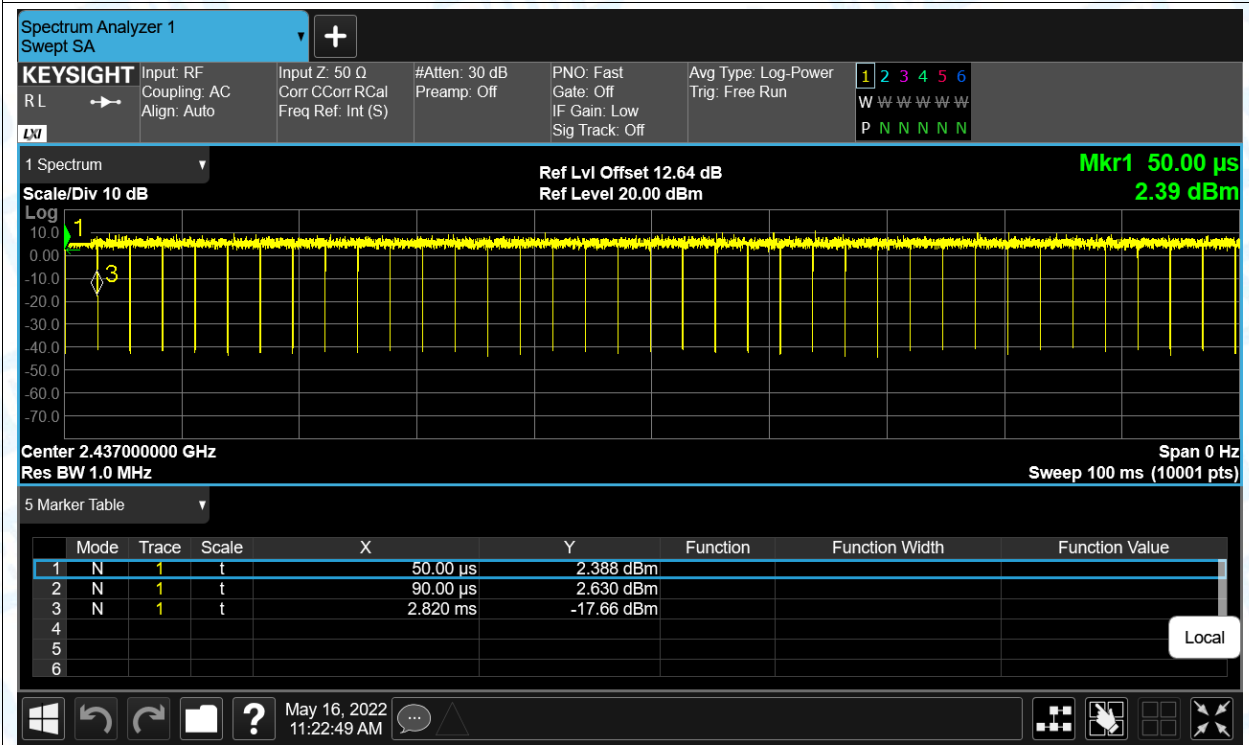 Spectrum Analyzer 1
Swept SA
KEYSIGHT
R L
LXI
Input: RF
Coupling: AC
Align: Auto
Input Z: 50 Ω
Corr CCorr RCal
Freq Ref: Int (S)
#Atten: 30 dB
Preamp: Off
PNO: Fast
Gate: Off
IF Gain: Low
Sig Track: Off
Avg Type: Log-Power
Trig: Free Run
1 2 3 4 5 6
W W W W W W
P N N N N N
1 Spectrum
Scale/Div 10 dB
Ref Lvl Offset 12.64 dB
Ref Level 20.00 dBm
Mkr1 50.00 µs
2.39 dBm
Log
10.0
0.00
-10.0
-20.0
-30.0
-40.0
-50.0
-60.0
-70.0
1
3
Center 2.437000000 GHz
Res BW 1.0 MHz
Span 0 Hz
Sweep 100 ms (10001 pts)
5 Marker Table
Mode Trace Scale X Y Function Function Width Function Value
1 N 1 t 50.00 µs 2.388 dBm
2 N 1 t 90.00 µs 2.630 dBm
3 N 1 t 2.820 ms -17.66 dBm
4
5
6
Local
?
May 16, 2022
11:22:49 AM